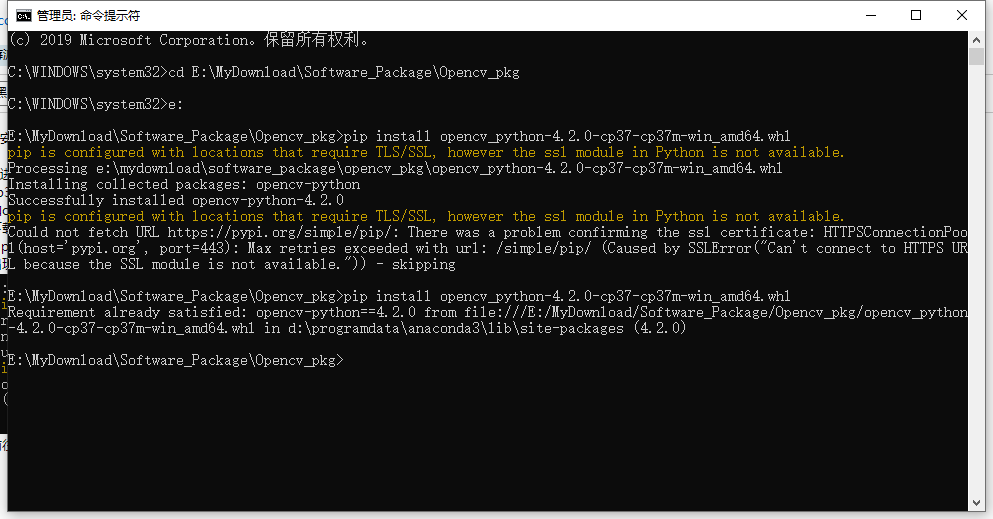 管理员: 命令提示符
(c) 2019 Microsoft Corporation。保留所有权利。
C:\WINDOWS\system32>cd E:\MyDownload\Software_Package\Opencv_pkg
C:\WINDOWS\system32>e:
E:\MyDownload\Software_Package\Opencv_pkg>pip install opencv_python-4.2.0-cp37-cp37m-win_amd64.whl
pip is configured with locations that require TLS/SSL, however the ssl module in Python is not available.
Processing e:\mydownload\software_package\opencv_pkg\opencv_python-4.2.0-cp37-cp37m-win_amd64.whl
Installing collected packages: opencv-python
Successfully installed opencv-python-4.2.0
pip is configured with locations that require TLS/SSL, however the ssl module in Python is not available.
Could not fetch URL https://pypi.org/simple/pip/: There was a problem confirming the ssl certificate: HTTPSConnectionPoo
l(host='pypi.org', port=443): Max retries exceeded with url: /simple/pip/ (Caused by SSLError("Can't connect to HTTPS UR
L because the SSL module is not available.")) - skipping
E:\MyDownload\Software_Package\Opencv_pkg>pip install opencv_python-4.2.0-cp37-cp37m-win_amd64.whl
Requirement already satisfied: opencv-python==4.2.0 from file:///E:/MyDownload/Software_Package/Opencv_pkg/opencv_python
-4.2.0-cp37-cp37m-win_amd64.whl in d:\programdata\anaconda3\lib\site-packages (4.2.0)
E:\MyDownload\Software_Package\Opencv_pkg>